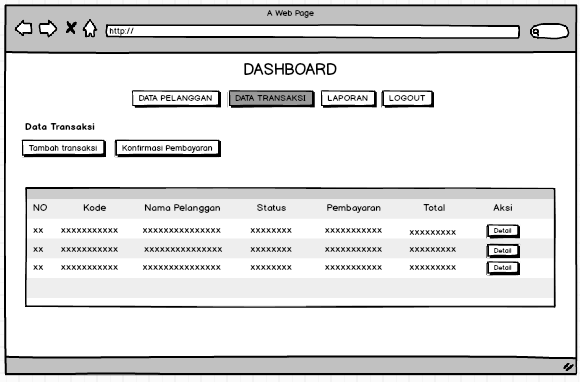 A Web Page
http://
DASHBOARD
DATA PELANGGAN DATA TRANSAKSI LAPORAN LOGOUT
Data Transaksi
Tambah transaksi Konfirmasi Pembayaran
NO Kode Nama Pelanggan Status Pembayaran Total Aksi
xx xxxxxxxxxxx xxxxxxxxxxxxxxx xxxxxxxx xxxxxxxxxxx xxxxxxxxx Detail
xx xxxxxxxxxxx xxxxxxxxxxxxxxx xxxxxxxx xxxxxxxxxxx xxxxxxxxx Detail
xx xxxxxxxxxxx xxxxxxxxxxxxxxx xxxxxxxx xxxxxxxxxxx xxxxxxxxx Detail